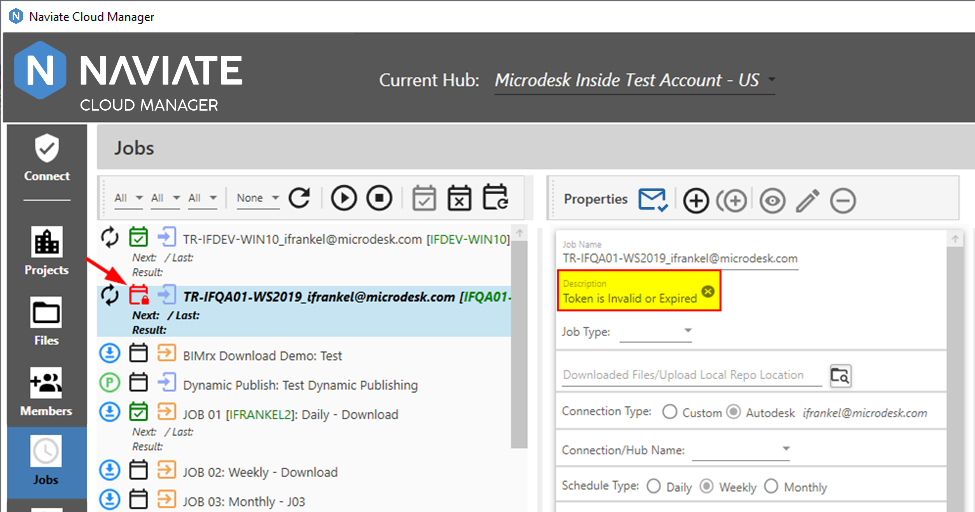 Naviate Cloud Manager
N NAVIATE
CLOUD MANAGER
Current Hub: Microdesk Inside Test Account - US
Connect
Projects
Files
Members
Jobs
Jobs
All All All None
TR-IFDEV-WIN10_ifrankel@microdesk.com [IFDEV-WIN10]
Next: / Last:
Result:
TR-IFQA01-WS2019_ifrankel@microdesk.com [IFQA01-
Next: / Last:
Result:
BIMrx Download Demo: Test
P Dynamic Publish: Test Dynamic Publishing
JOB 01 [IFRANKEL2]: Daily - Download
Next: / Last:
Result:
JOB 02: Weekly - Download
JOB 03: Monthly - J03
Properties
Job Name
TR-IFQA01-WS2019_ifrankel@microdesk.com
Description
Token is Invalid or Expired
Job Type:
Downloaded Files/Upload Local Repo Location
Connection Type: Custom Autodesk ifrankel@microdesk.com
Connection/Hub Name:
Schedule Type: Daily Weekly Monthly